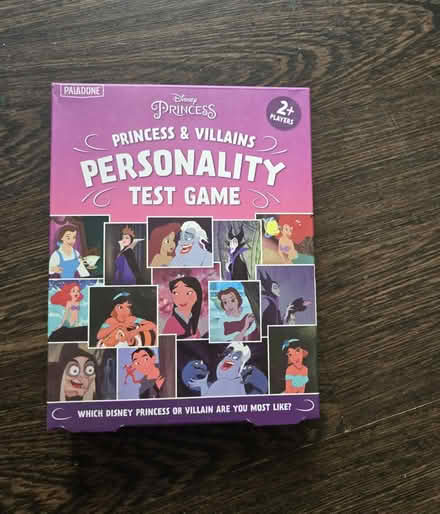 PALADONE
Disney
PRINCESS
2+
PLAYERS
PRINCESS & VILLAINS
PERSONALITY
TEST GAME
WHICH DISNEY PRINCESS OR VILLAIN ARE YOU MOST LIKE?